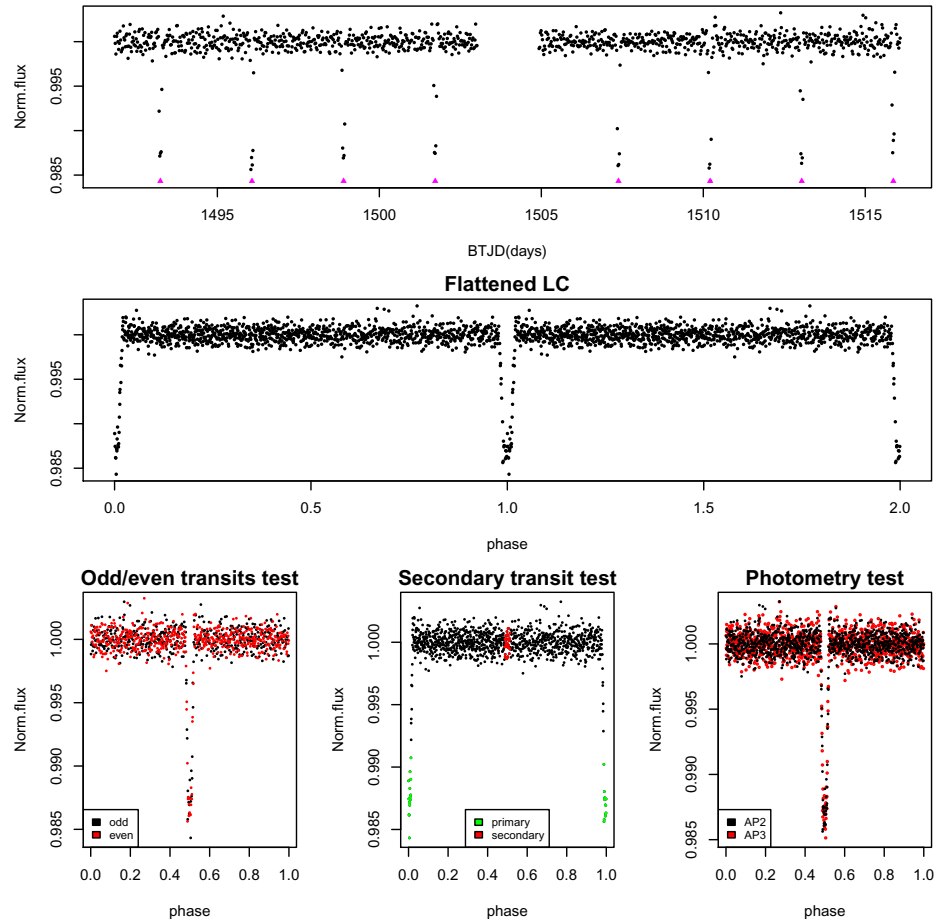 Norm.flux
0.985 0.995
1495 1500 1505 1510 1515
BTJD(days)
Flattened LC
Norm.flux
0.985 0.995
0.0 0.5 1.0 1.5 2.0
phase
Odd/even transits test
Norm.flux
0.985 0.990 0.995 1.000
odd
even
0.0 0.2 0.4 0.6 0.8 1.0
phase
Secondary transit test
Norm.flux
0.985 0.990 0.995 1.000
primary
secondary
0.0 0.2 0.4 0.6 0.8 1.0
phase
Photometry test
Norm.flux
0.985 0.990 0.995 1.000
AP2
AP3
0.0 0.2 0.4 0.6 0.8 1.0
phase